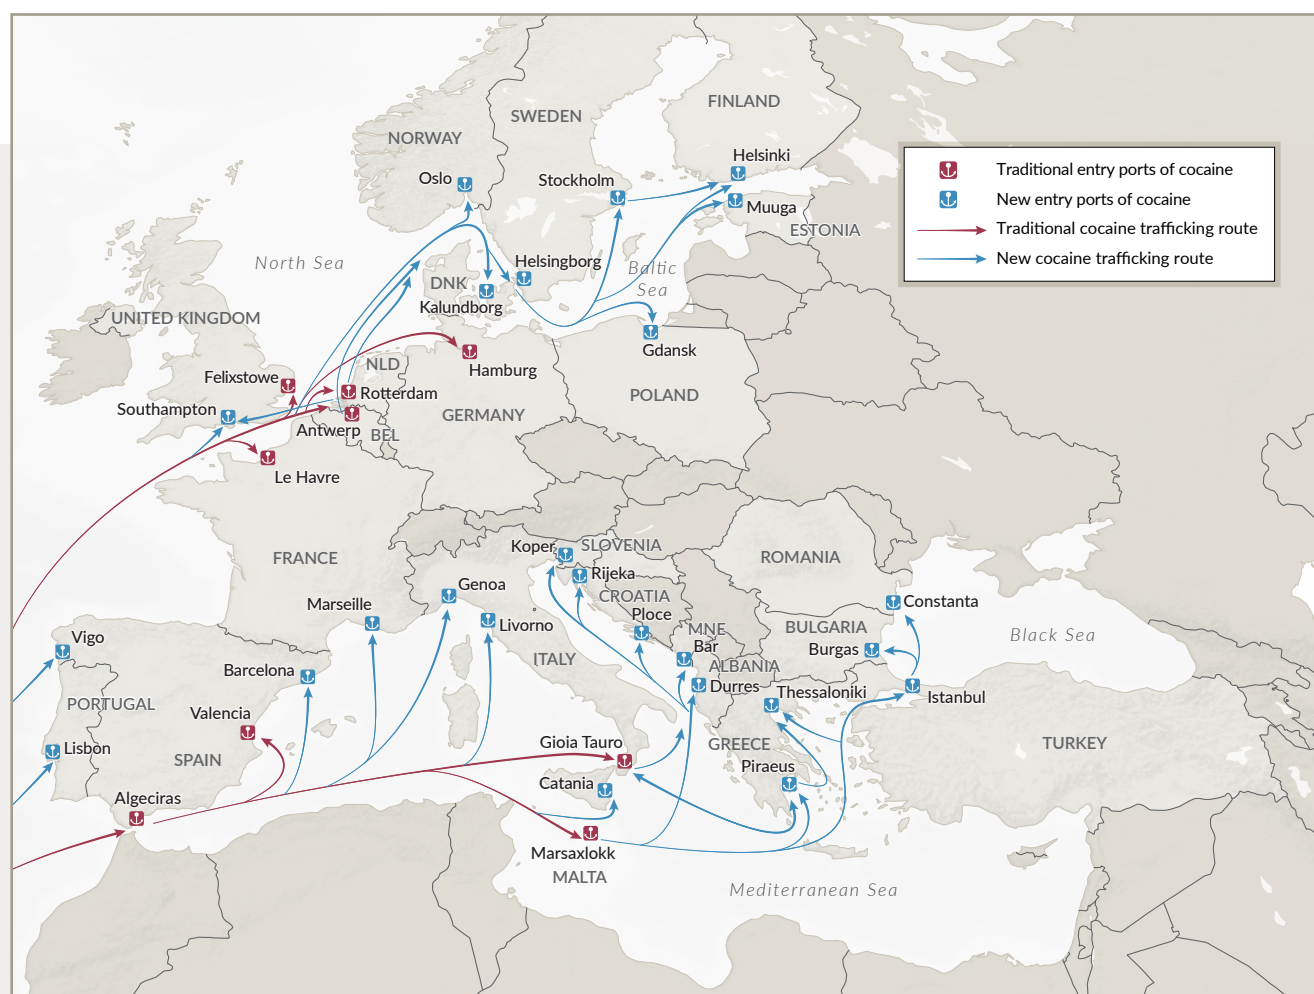 FINLAND
SWEDEN
NORWAY
Helsinki
Oslo
Stockholm
Muuga
ESTONIA
Traditional entry ports of cocaine
New entry ports of cocaine
Traditional cocaine trafficking route
New cocaine trafficking route
North Sea
Helsingborg
Baltic
Sea
DNK
Kalundborg
UNITED KINGDOM
Gdansk
NLD
Hamburg
Felixstowe
Rotterdam
POLAND
Southampton
GERMANY
Antwerp
BEL
Le Havre
Koper
SLOVENIA
FRANCE
ROMANIA
Rijeka
Genoa
CROATIA
Constanta
Marseille
Ploce
Livorno
MNE
BULGARIA
Black Sea
Vigo
Bar
Burgas
ITALY
ALBANIA
Barcelona
Durres
Thessaloniki
Istanbul
PORTUGAL
Valencia
Lisbon
Gioia Tauro
GREECE
TURKEY
SPAIN
Piraeus
Catania
Algeciras
Marsaxlokk
MALTA
Mediterranean Sea